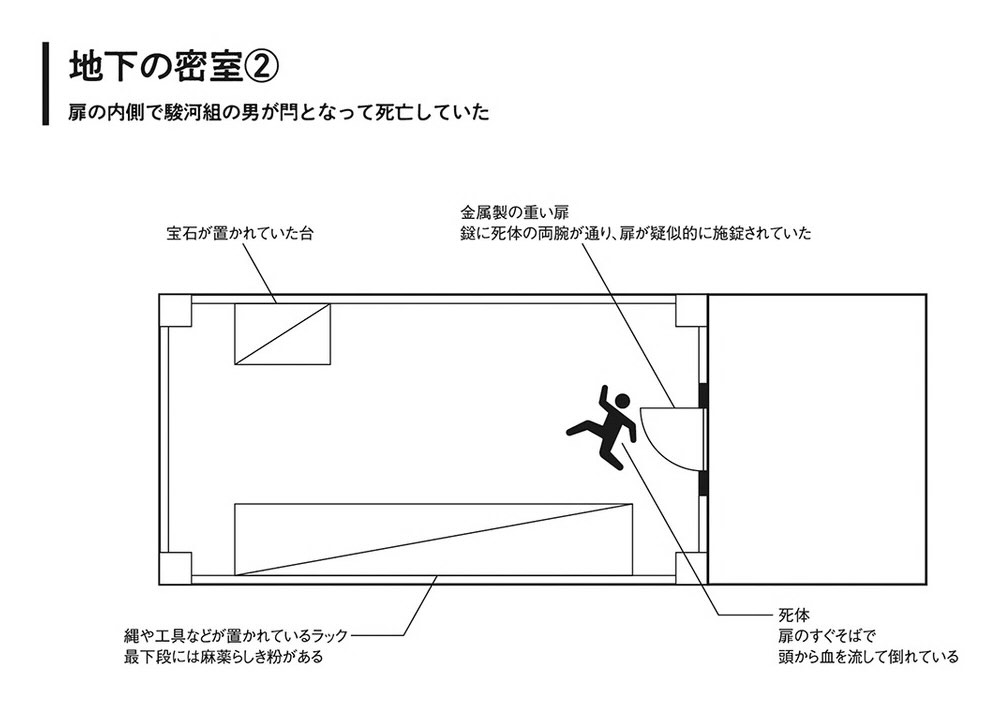 地下の密室②
扉の内側で駿河組の男が閂となって死亡していた
金属製の重い扉
宝石が置かれていた台
鎹に死体の両腕が通り、扉が疑似的に施錠されていた
縄や工具などが置かれているラック
最下段には麻薬らしき粉がある
死体
扉のすぐそばで
頭から血を流して倒れている